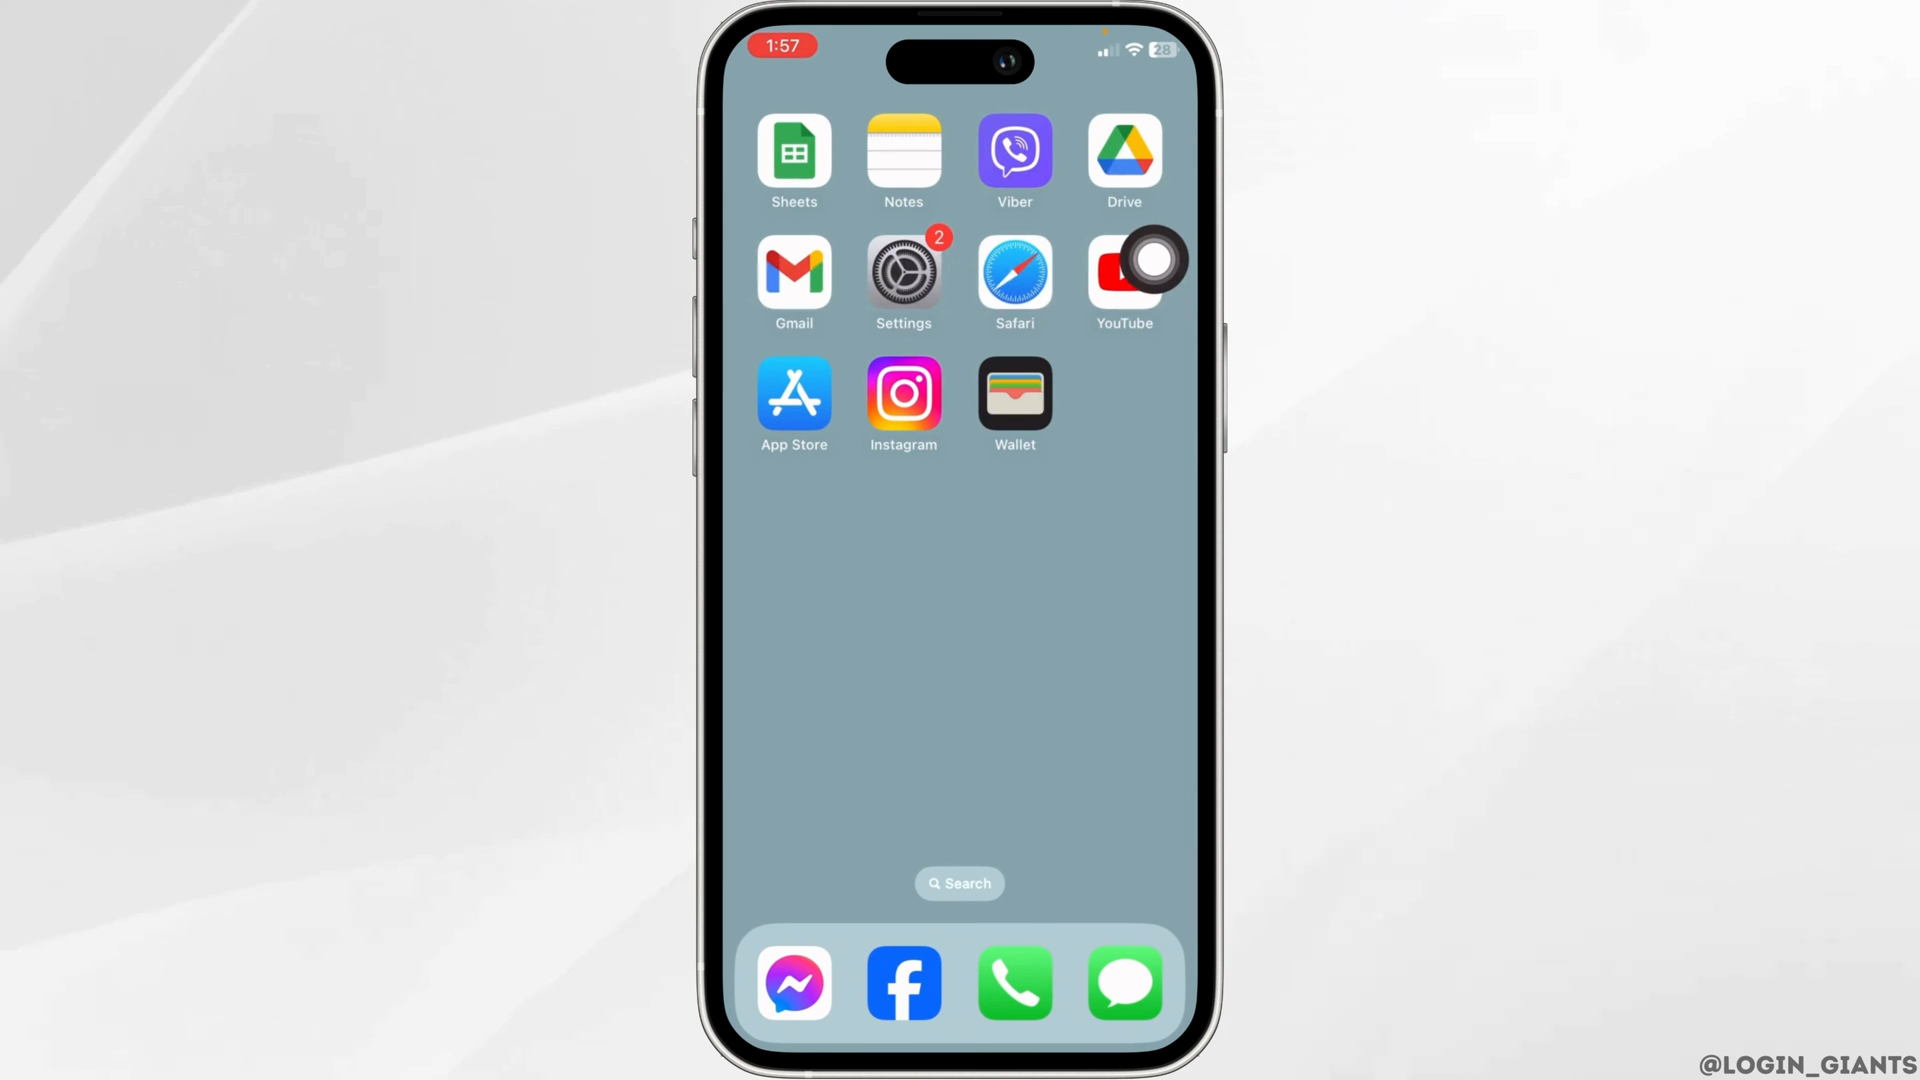 1:57
28
Sheets
Notes
Viber
Drive
2
Gmail
Settings
Safari
YouTube
App Store
Instagram
Wallet
Search
@LOGIN_GIANTS